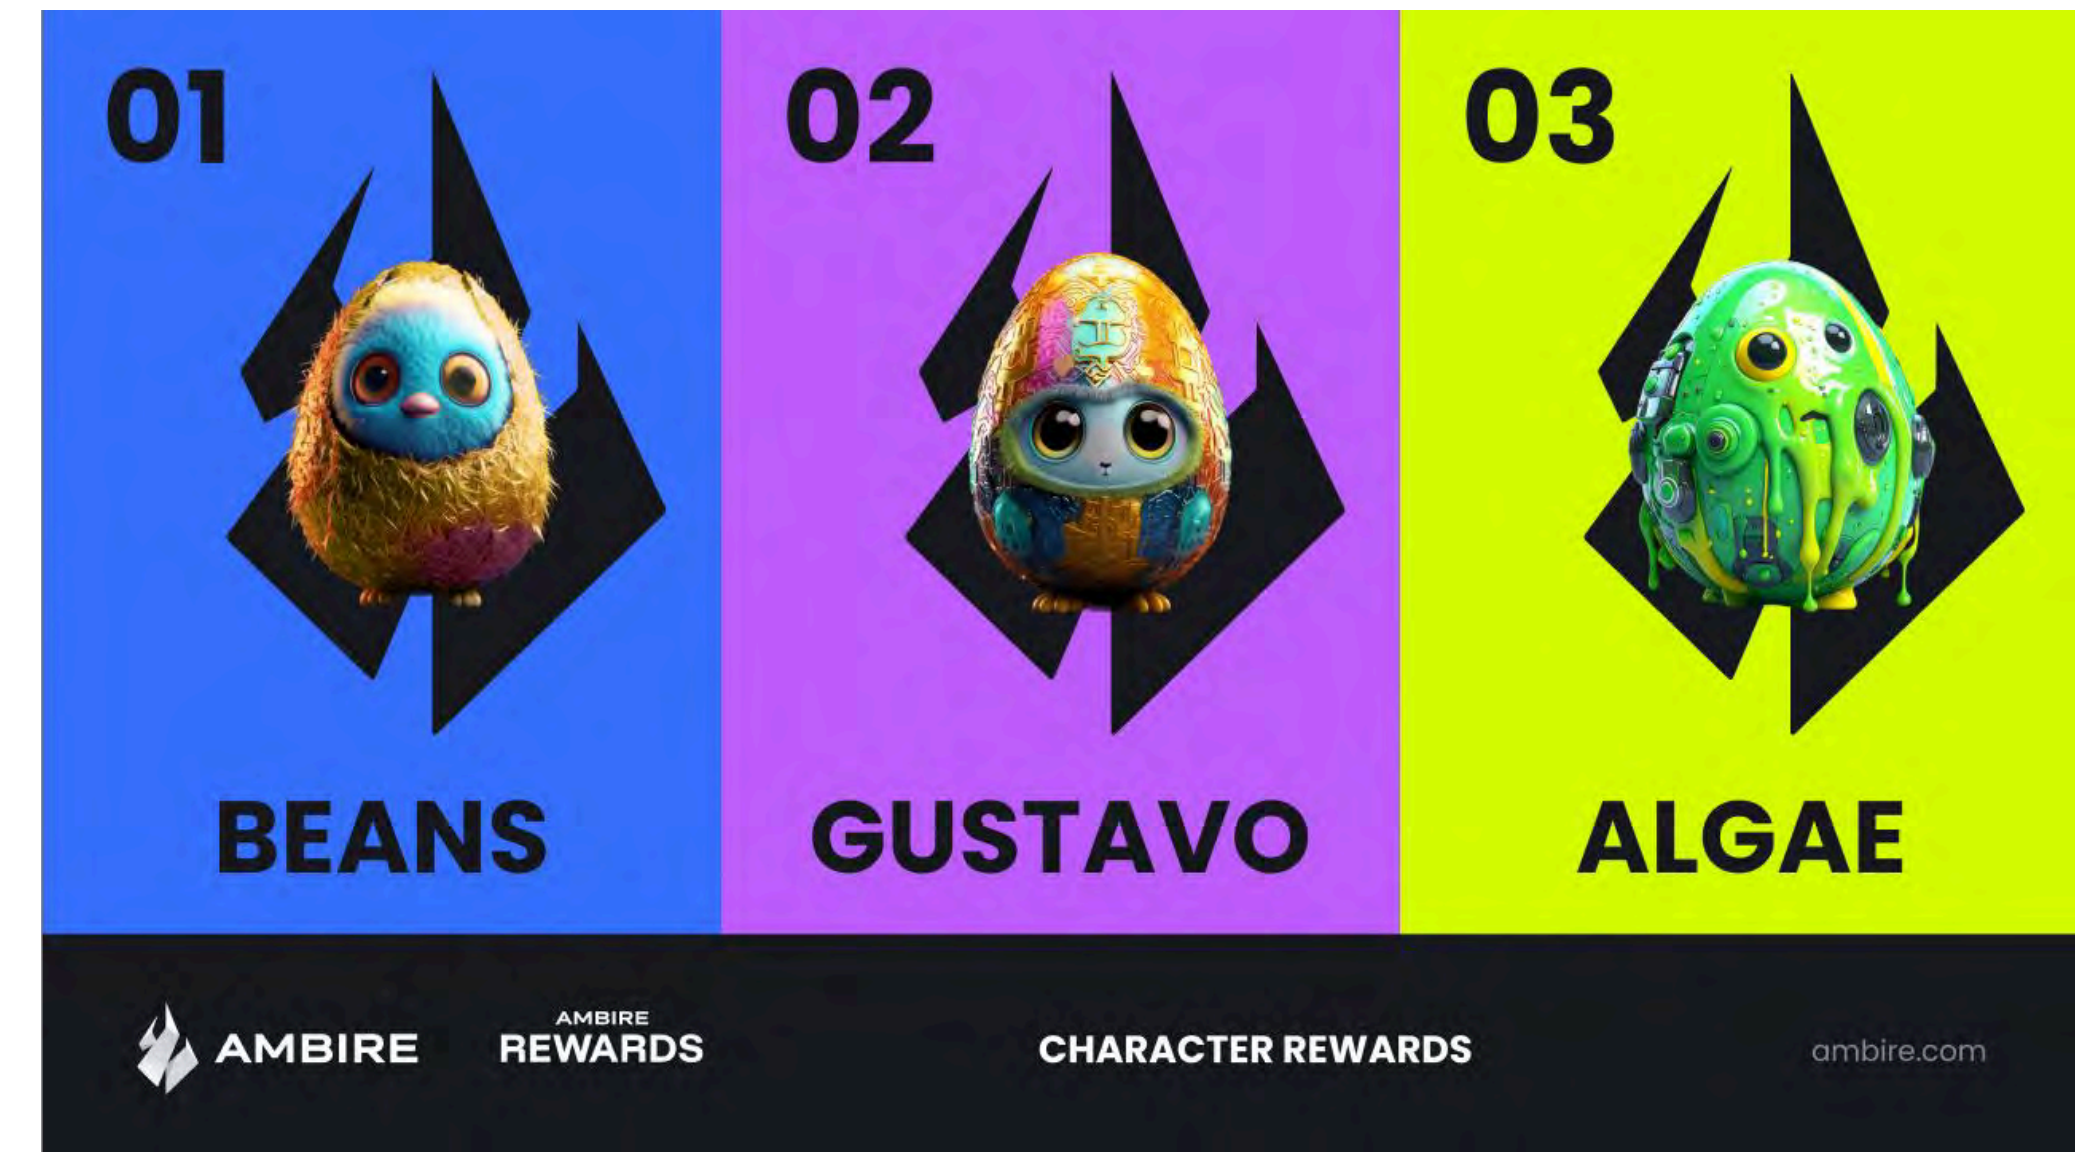 01
02
03
BEANS
GUSTAVO
ALGAE
AMBIRE
AMBIRE
REWARDS
CHARACTER REWARDS
ambire.com